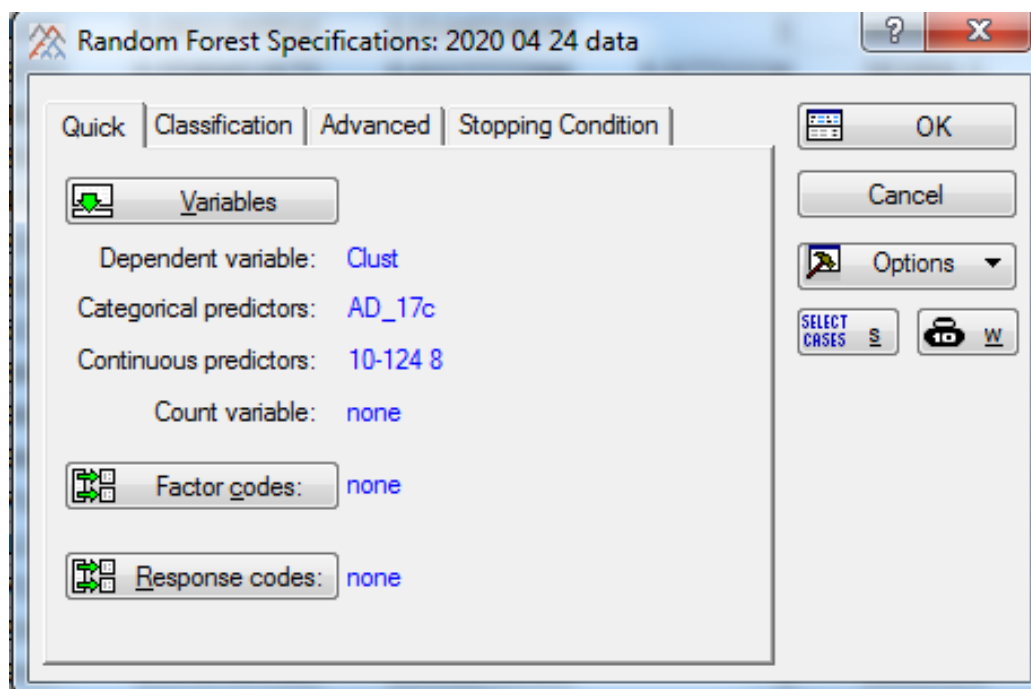 Random Forest Specifications: 2020 04 24 data
? X
Quick Classification Advanced Stopping Condition
OK
Variables
Cancel
Dependent variable: Clust
Options
Categorical predictors: AD_17c
SELECT CASES S
10 W
Continuous predictors: 10-124 8
Count variable: none
Factor codes: none
Response codes: none